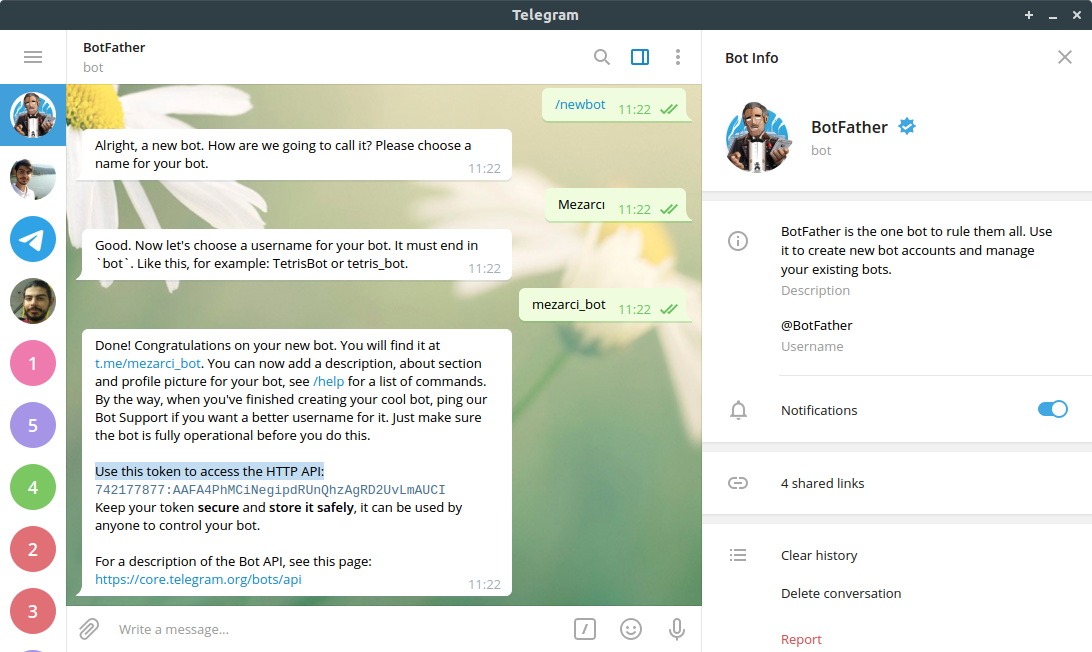 Telegram
BotFather
bot
/newbot 11:22
Alright, a new bot. How are we going to call it? Please choose a
name for your bot. 11:22
Mezarcı 11:22
Good. Now let's choose a username for your bot. It must end in
`bot`. Like this, for example: TetrisBot or tetris_bot. 11:22
mezarci_bot 11:22
Done! Congratulations on your new bot. You will find it at
t.me/mezarci_bot. You can now add a description, about section
and profile picture for your bot, see /help for a list of commands.
By the way, when you've finished creating your cool bot, ping our
Bot Support if you want a better username for it. Just make sure
the bot is fully operational before you do this.
Use this token to access the HTTP API:
742177877:AAFA4PhMCiNegipdRUnQhzAgRD2UvLmAUCI
Keep your token secure and store it safely, it can be used by
anyone to control your bot.
For a description of the Bot API, see this page:
https://core.telegram.org/bots/api 11:22
Write a message...
1
5
4
2
3
Bot Info
BotFather
bot
BotFather is the one bot to rule them all. Use
it to create new bot accounts and manage
your existing bots.
Description
@BotFather
Username
Notifications
4 shared links
Clear history
Delete conversation
Report